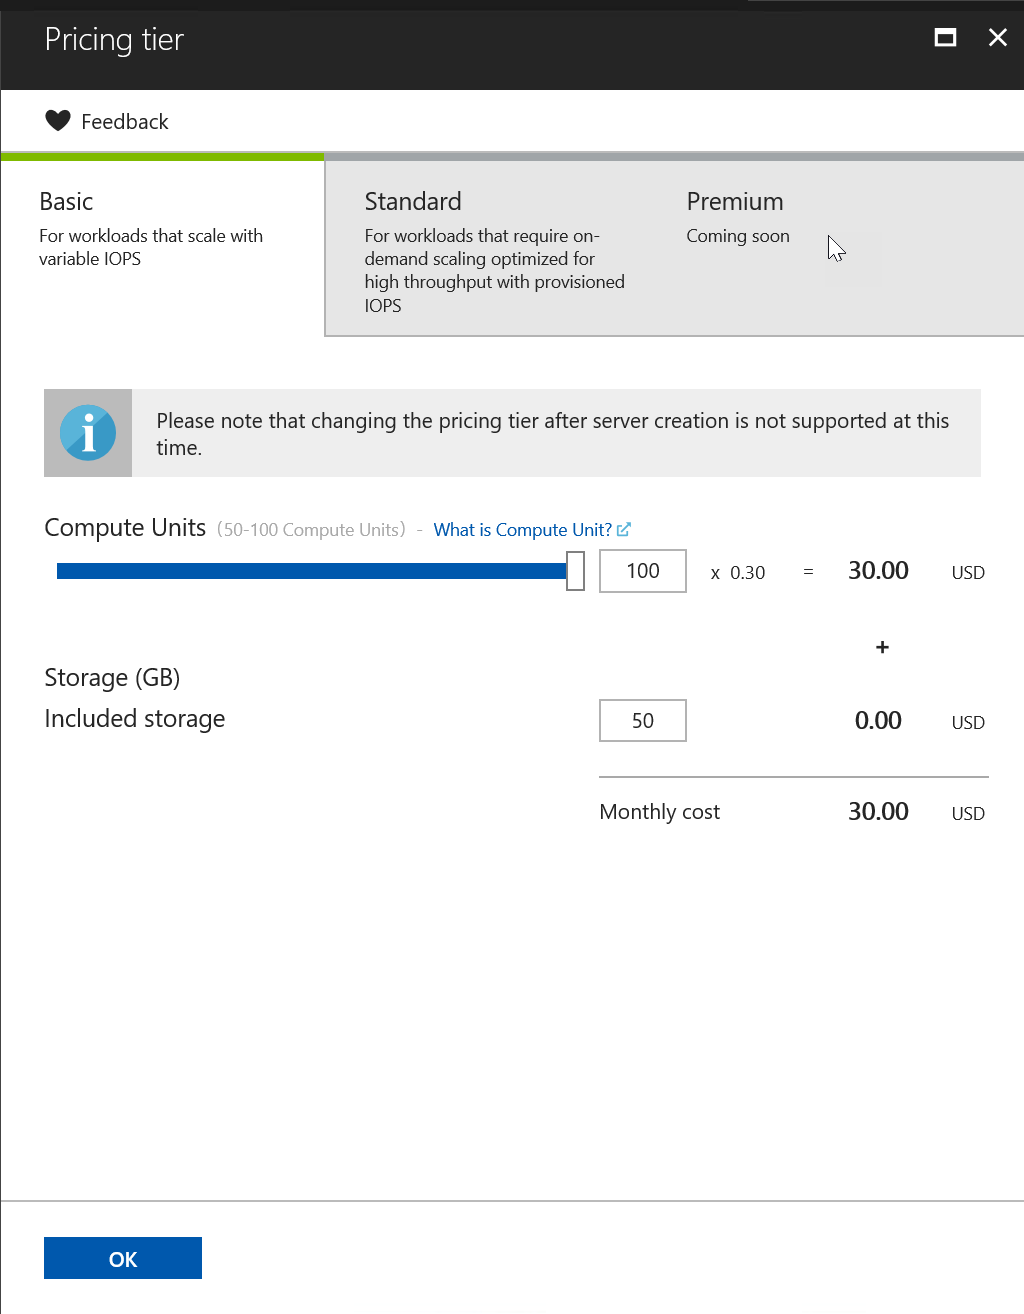 Pricing tier
Feedback
Basic
For workloads that scale with
variable IOPS
Standard
For workloads that require on-
demand scaling optimized for
high throughput with provisioned
IOPS
Premium
Coming soon
Please note that changing the pricing tier after server creation is not supported at this
time.
Compute Units (50-100 Compute Units) - What is Compute Unit?
100 x 0.30 = 30.00 USD
+
Storage (GB)
Included storage 50 0.00 USD
Monthly cost 30.00 USD
OK